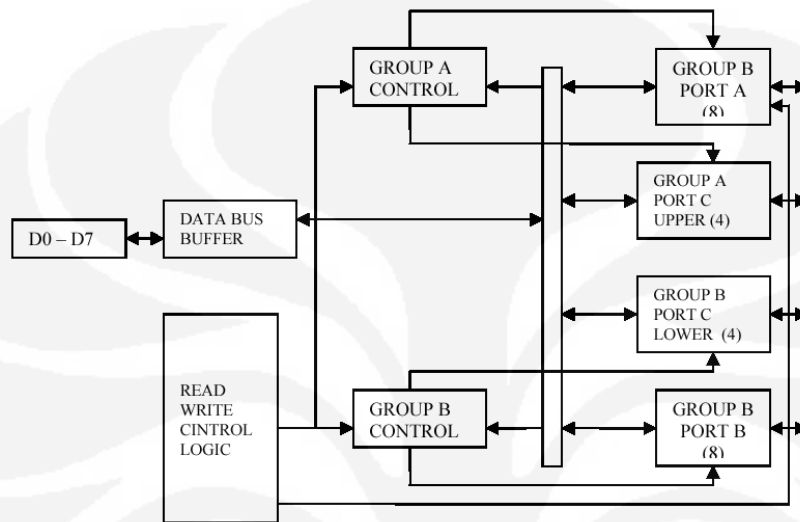 GROUP A
CONTROL
GROUP B
PORT A
(8)
GROUP A
PORT C
UPPER (4)
DATA BUS
BUFFER
D0 – D7
GROUP B
PORT C
LOWER (4)
READ
WRITE
CINTROL
LOGIC
GROUP B
CONTROL
GROUP B
PORT B
(8)